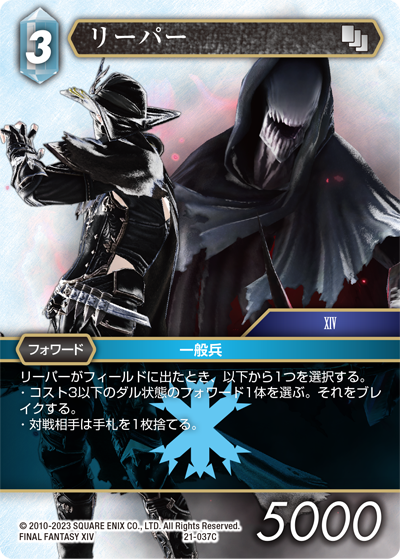 3
リーパー
XIV
フォワード
一般兵
リーパーがフィールドに出たとき、以下から1つを選択する。
・コスト3以下のダル状態のフォワード1体を選ぶ。それをブレ
イクする。
・対戦相手は手札を1枚捨てる。
© 2010-2023 SQUARE ENIX CO., LTD. All Rights Reserved.
FINAL FANTASY XIV
21-037C
5000